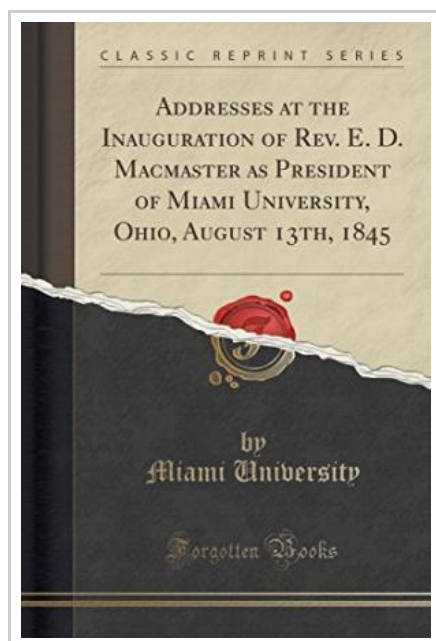 CLASSIC REPRINT SERIES
ADDRESSES AT THE
INAUGURATION OF REV. E. D.
MACMASTER AS PRESIDENT
OF MIAMI UNIVERSITY,
OHIO, AUGUST 13TH, 1845
F
by
Miami University
Forgotten Books